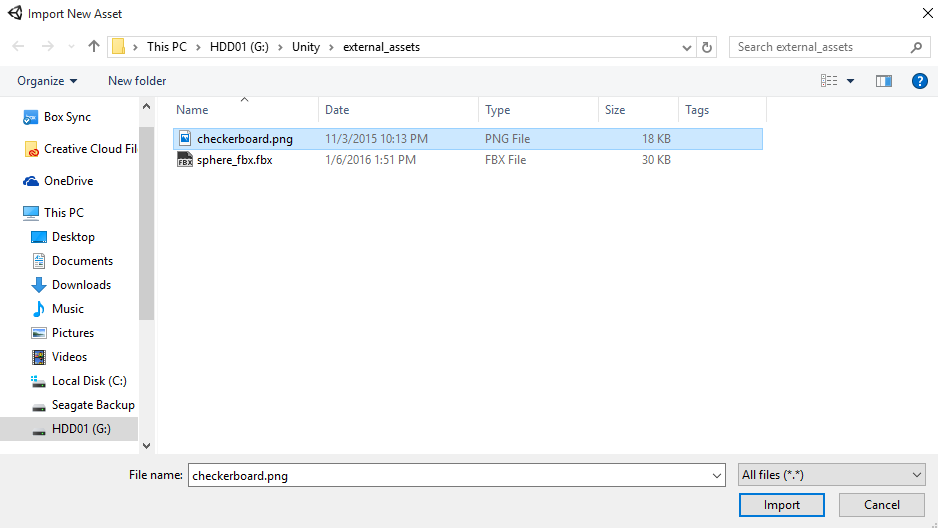 Import New Asset
This PC > HDD01 (G:) > Unity > external_assets
Search external_assets
Organize
New folder
?
Name Date Type Size Tags
checkerboard.png 11/3/2015 10:13 PM PNG File 18 KB
FBX sphere_fbx.fbx 1/6/2016 1:51 PM FBX File 30 KB
Box Sync
Creative Cloud Fil
OneDrive
This PC
Desktop
Documents
Downloads
Music
Pictures
Videos
Local Disk (C:)
Seagate Backup
HDD01 (G:)
File name: checkerboard.png
All files (*.*)
Import
Cancel